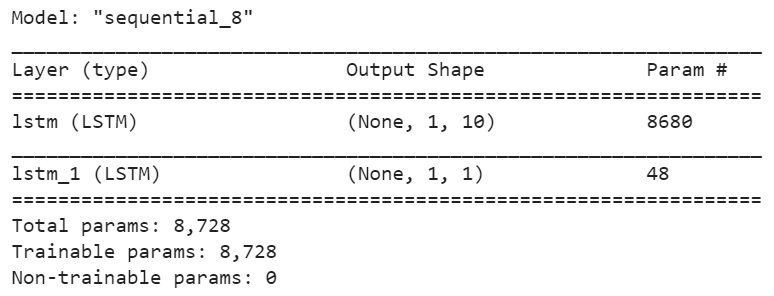 Model: "sequential_8"
_________________________________________________________________
Layer (type)                 Output Shape              Param #
=================================================================
lstm (LSTM)                  (None, 1, 10)             8680
_________________________________________________________________
lstm_1 (LSTM)                (None, 1, 1)              48
=================================================================
Total params: 8,728
Trainable params: 8,728
Non-trainable params: 0